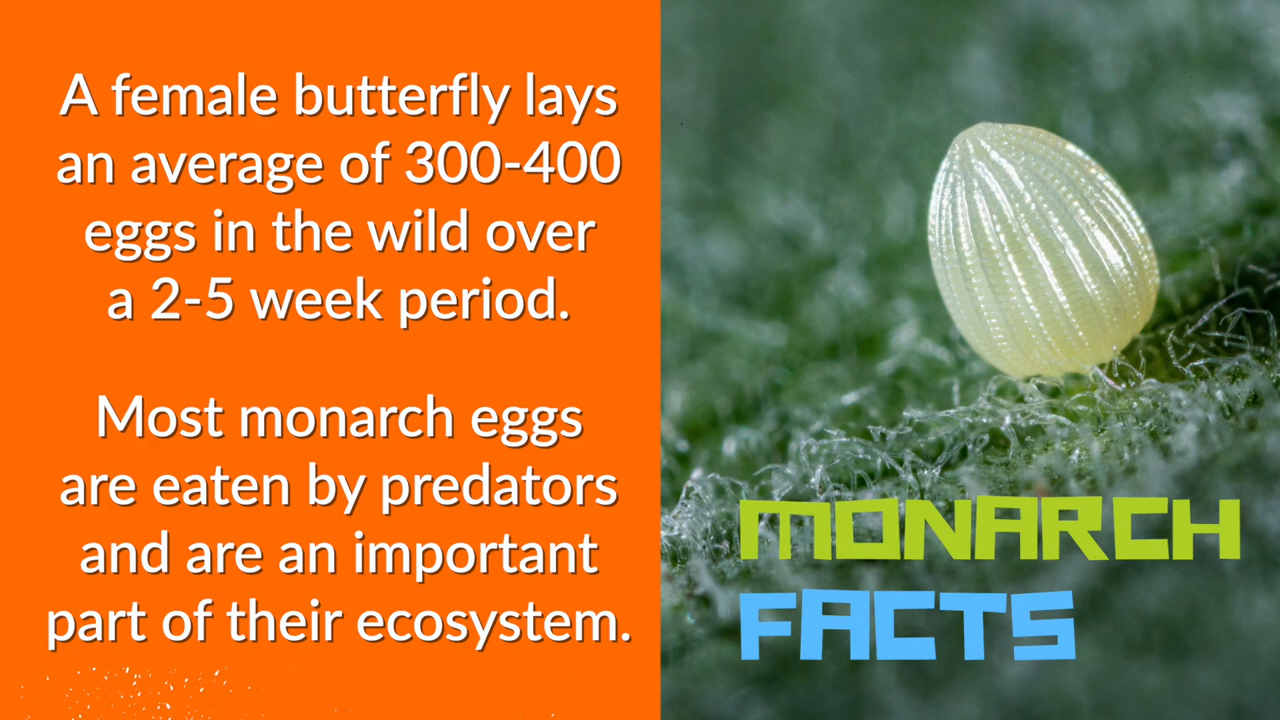 A female butterfly lays
an average of 300-400
eggs in the wild over
a 2-5 week period.
Most monarch eggs
are eaten by predators
and are an important
part of their ecosystem.
MONARCH
FACTS